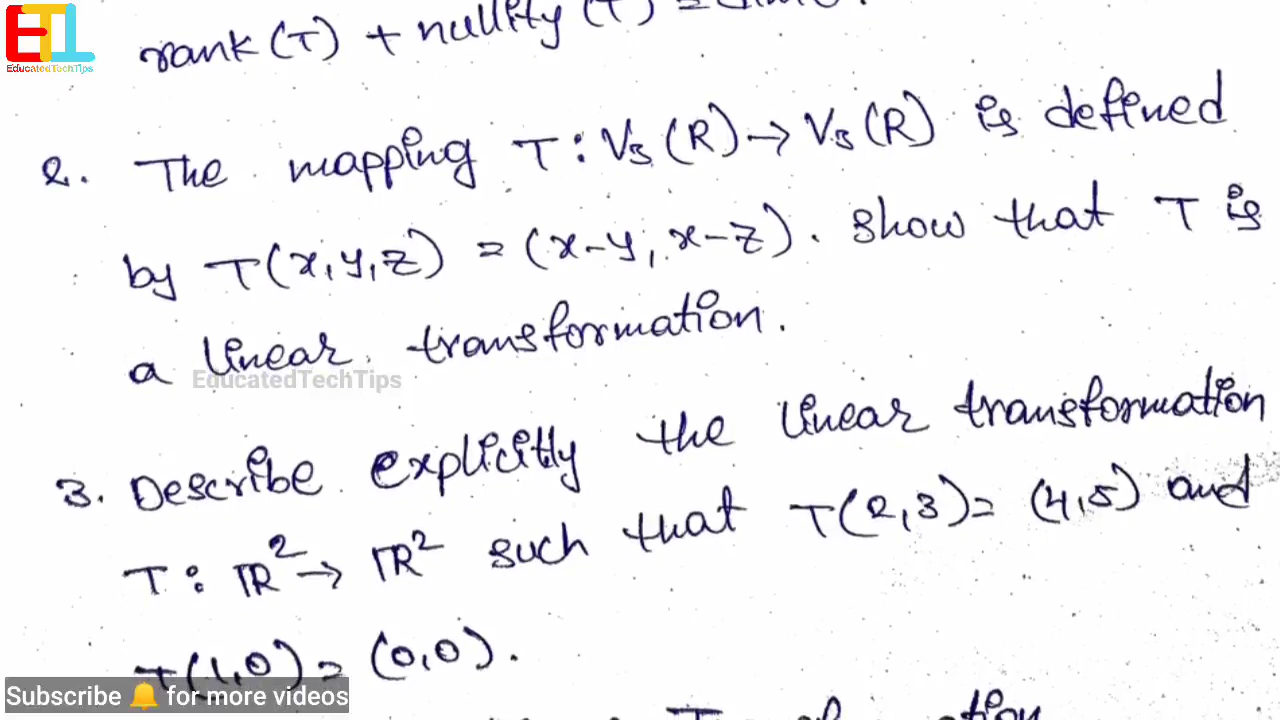 ETL
EducatedTechTips
rank (T) + nullity (T) =
2. The mapping T : V₃ (R) → V₃ (R) is defined
by T(x, y, z) = (x-y, x-z). show that T is
a linear transformation.
EducatedTechTips
3. Describe explicitly the linear transformation
T : ℝ² → ℝ² such that T(2,3) = (4,5) and
T(1,0) = (0,0).
Subscribe 🔔 for more videos